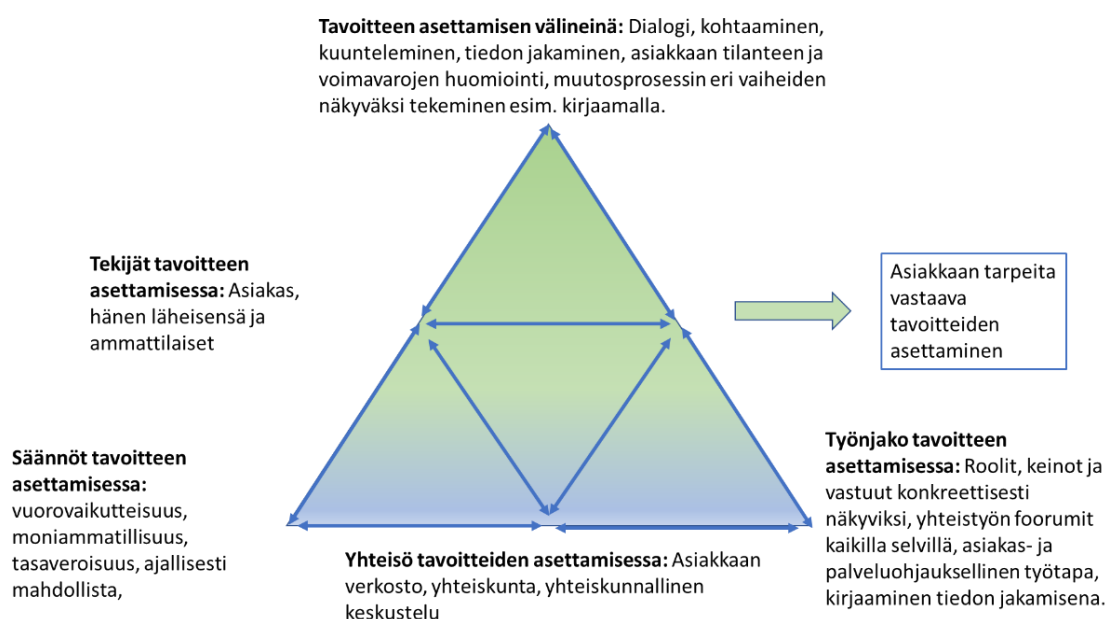 Tavoitteen asettamisen välineinä: Dialogi, kohtaaminen,
kuunteleminen, tiedon jakaminen, asiakkaan tilanteen ja
voimavarojen huomiointi, muutosprosessin eri vaiheiden
näkyväksi tekeminen esim. kirjaamalla.
Tekijät tavoitteen
asettamisessa: Asiakas,
hänen läheisensä ja
ammattilaiset
Asiakkaan tarpeita
vastaava
tavoitteiden
asettaminen
Säännöt tavoitteen
asettamisessa:
vuorovaikutteisuus,
moniammatillisuus,
tasaveroisuus, ajallisesti
mahdollista,
Yhteisö tavoitteiden asettamisessa: Asiakkaan
verkosto, yhteiskunta, yhteiskunnallinen
keskustelu
Työnjako tavoitteen
asettamisessa: Roolit, keinot ja
vastuut konkreettisesti
näkyviksi, yhteistyön foorumit
kaikilla selvillä, asiakas- ja
palveluohjauksellinen työtapa,
kirjaaminen tiedon jakamisena.